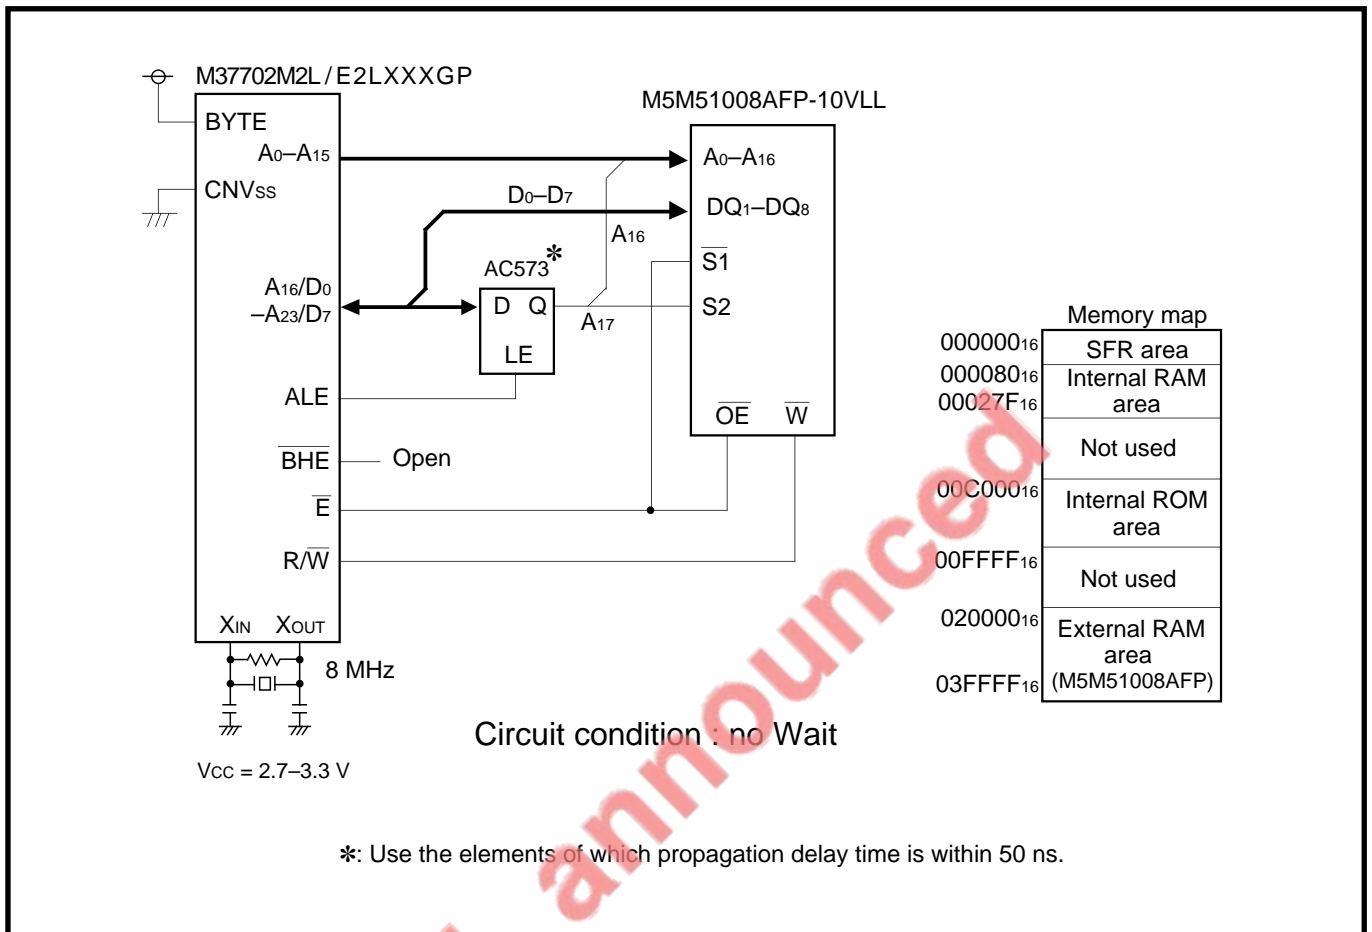 M37702M2L/E2LXXXGP
M5M51008AFP-10VLL
BYTE
A0–A15
A0–A16
CNVSS
D0–D7
DQ1–DQ8
A16
AC573*
S1
A16/D0
–A23/D7
D Q
A17
S2
LE
ALE
OE W
BHE
Open
E
R/W
XIN XOUT
8 MHz
Circuit condition : no Wait
VCC = 2.7–3.3 V
Memory map
00000016
SFR area
00008016
Internal RAM
area
00027F16
Not used
00C00016
Internal ROM
area
00FFFF16
Not used
02000016
External RAM
area
(M5M51008AFP)
03FFFF16
*: Use the elements of which propagation delay time is within 50 ns.
announced